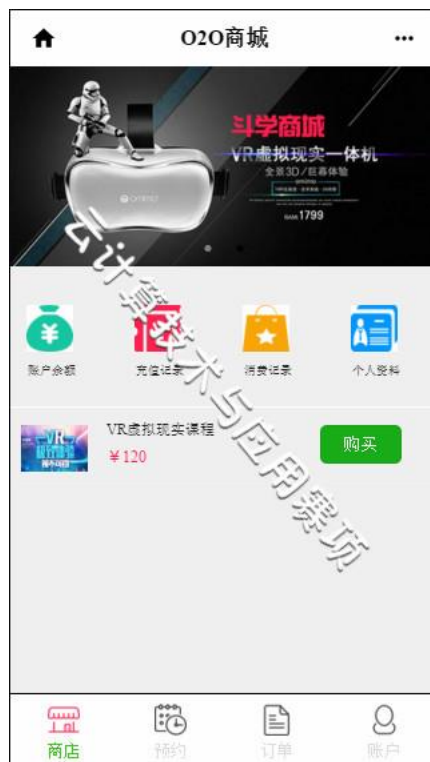 O2O商城
斗学商城
VR虚拟现实一体机
全景3D/巨幕体验
1799
账户余额
充值记录
消费记录
个人资料
VR虚拟现实课程
¥120
购买
云计算技术与应用赛项
商店
预约
订单
账户